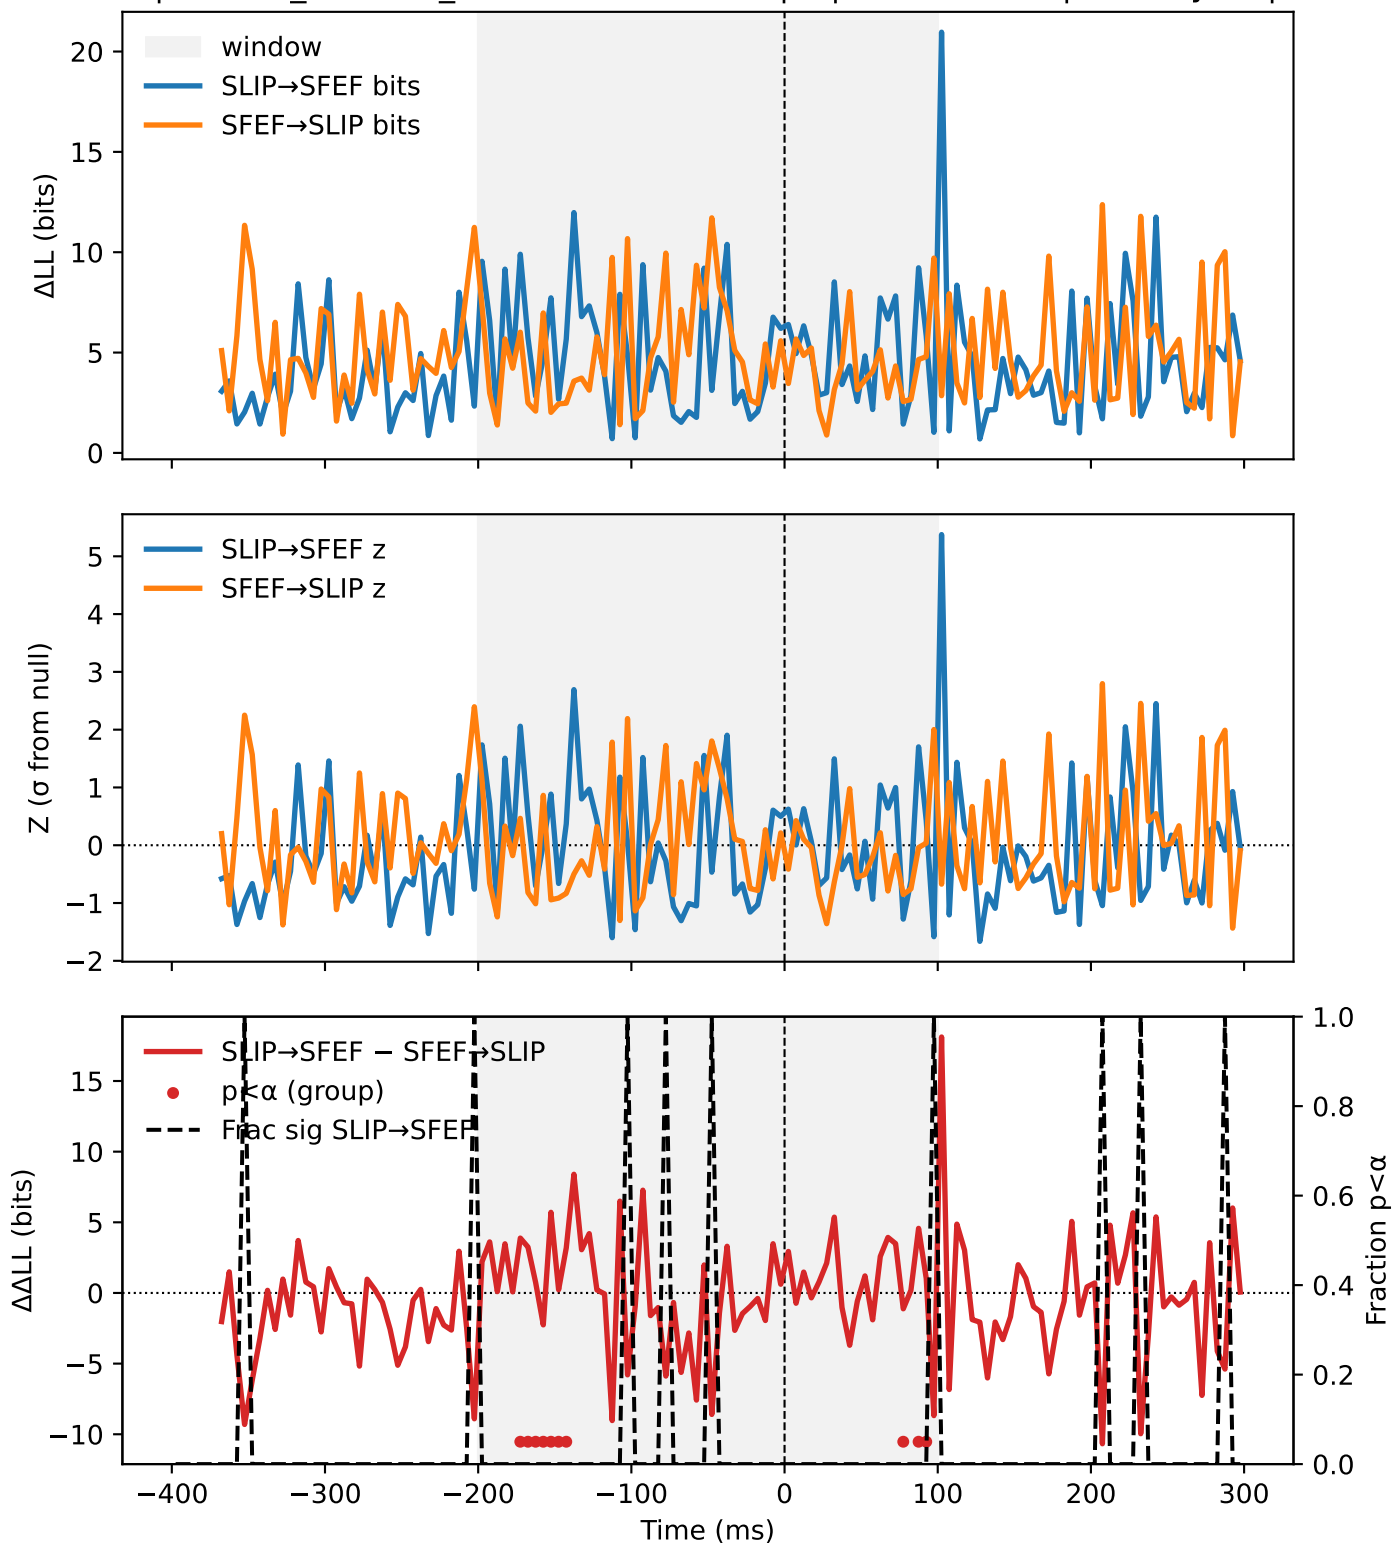 window
SLIP→SFEF bits
SFEF→SLIP bits
20
15
10
5
0
ΔLL (bits)
SLIP→SFEF z
SFEF→SLIP z
5
4
3
2
1
0
−1
−2
Z (σ from null)
SLIP→SFEF − SFEF→SLIP
p<α (group)
Frac sig SLIP→SFEF
15
10
5
0
−5
−10
ΔΔLL (bits)
1.0
0.8
0.6
0.4
0.2
0.0
Fraction p<α
−400 −300 −200 −100 0 100 200 300
Time (ms)